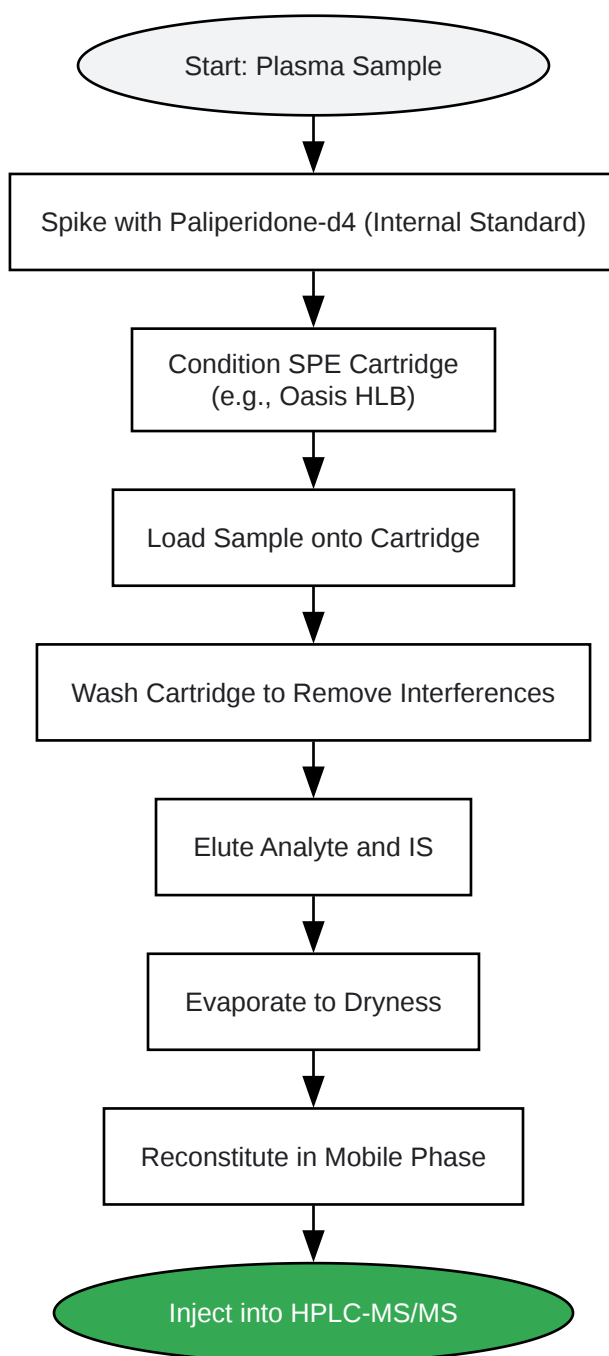 Start: Plasma Sample
Spike with Paliperidone-d4 (Internal Standard)
Condition SPE Cartridge
(e.g., Oasis HLB)
Load Sample onto Cartridge
Wash Cartridge to Remove Interferences
Elute Analyte and IS
Evaporate to Dryness
Reconstitute in Mobile Phase
Inject into HPLC-MS/MS